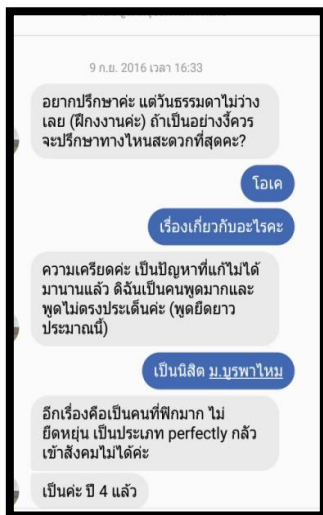 9 ก.ย. 2016 เวลา 16:33
อยากปรึกษาค่ะ แต่วันธรรมดาไม่ว่าง
เลย (ฝึกงานค่ะ) ถ้าเป็นอย่างงี้ควร
จะปรึกษาทางไหนสะดวกที่สุดคะ?
โอเค
เรื่องเกี่ยวกับอะไรคะ
ความเครียดค่ะ เป็นปัญหาที่แก้ไม่ได้
มานานแล้ว ดิฉันเป็นคนพูดมากและ
พูดไม่ตรงประเด็นค่ะ (พูดยืดยาว
ประมาณนี้)
เป็นนิสิต ม.บูรพาไหม
อีกเรื่องคือเป็นคนที่ฟิกมาก ไม่
ยืดหยุ่น เป็นประเภท perfectly กลัว
เข้าสังคมไม่ได้ค่ะ
เป็นค่ะ ปี 4 แล้ว